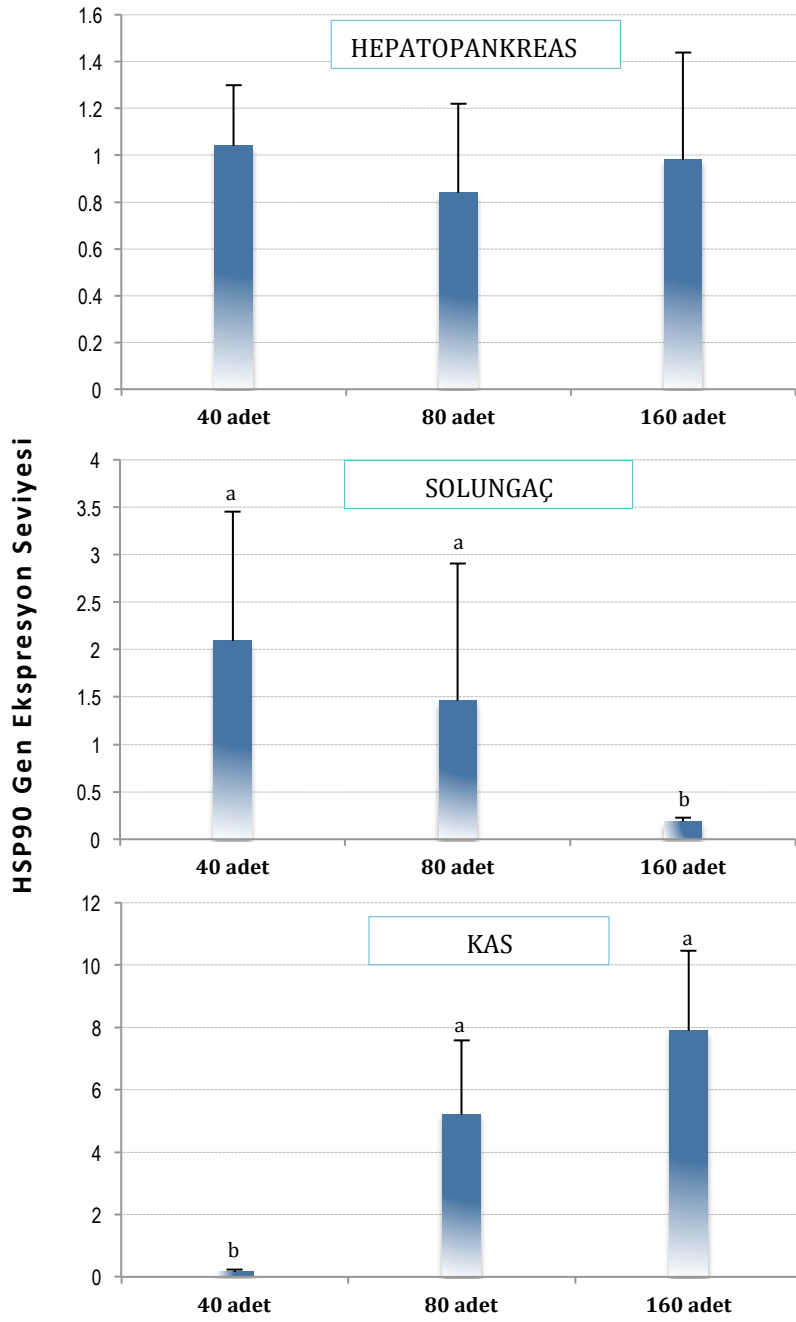 HSP90 Gen Ekspresyon Seviyesi
HEPATOPANKREAS
1.6
1.4
1.2
1
0.8
0.6
0.4
0.2
0
40 adet 80 adet 160 adet
SOLUNGAÇ
4
3.5
3
2.5
2
1.5
1
0.5
0
a
a
b
40 adet 80 adet 160 adet
KAS
12
10
8
6
4
2
0
b
a
a
40 adet 80 adet 160 adet